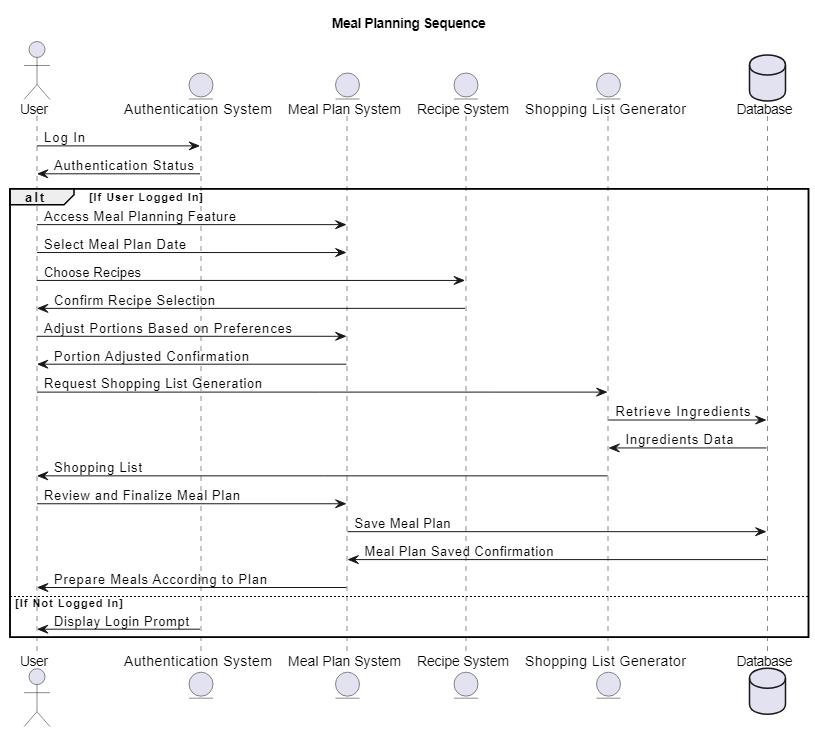 Meal Planning Sequence
User
Authentication System
Meal Plan System
Recipe System
Shopping List Generator
Database
Log In
Authentication Status
alt
[If User Logged In]
Access Meal Planning Feature
Select Meal Plan Date
Choose Recipes
Confirm Recipe Selection
Adjust Portions Based on Preferences
Portion Adjusted Confirmation
Request Shopping List Generation
Retrieve Ingredients
Ingredients Data
Shopping List
Review and Finalize Meal Plan
Save Meal Plan
Meal Plan Saved Confirmation
Prepare Meals According to Plan
[If Not Logged In]
Display Login Prompt
User
Authentication System
Meal Plan System
Recipe System
Shopping List Generator
Database